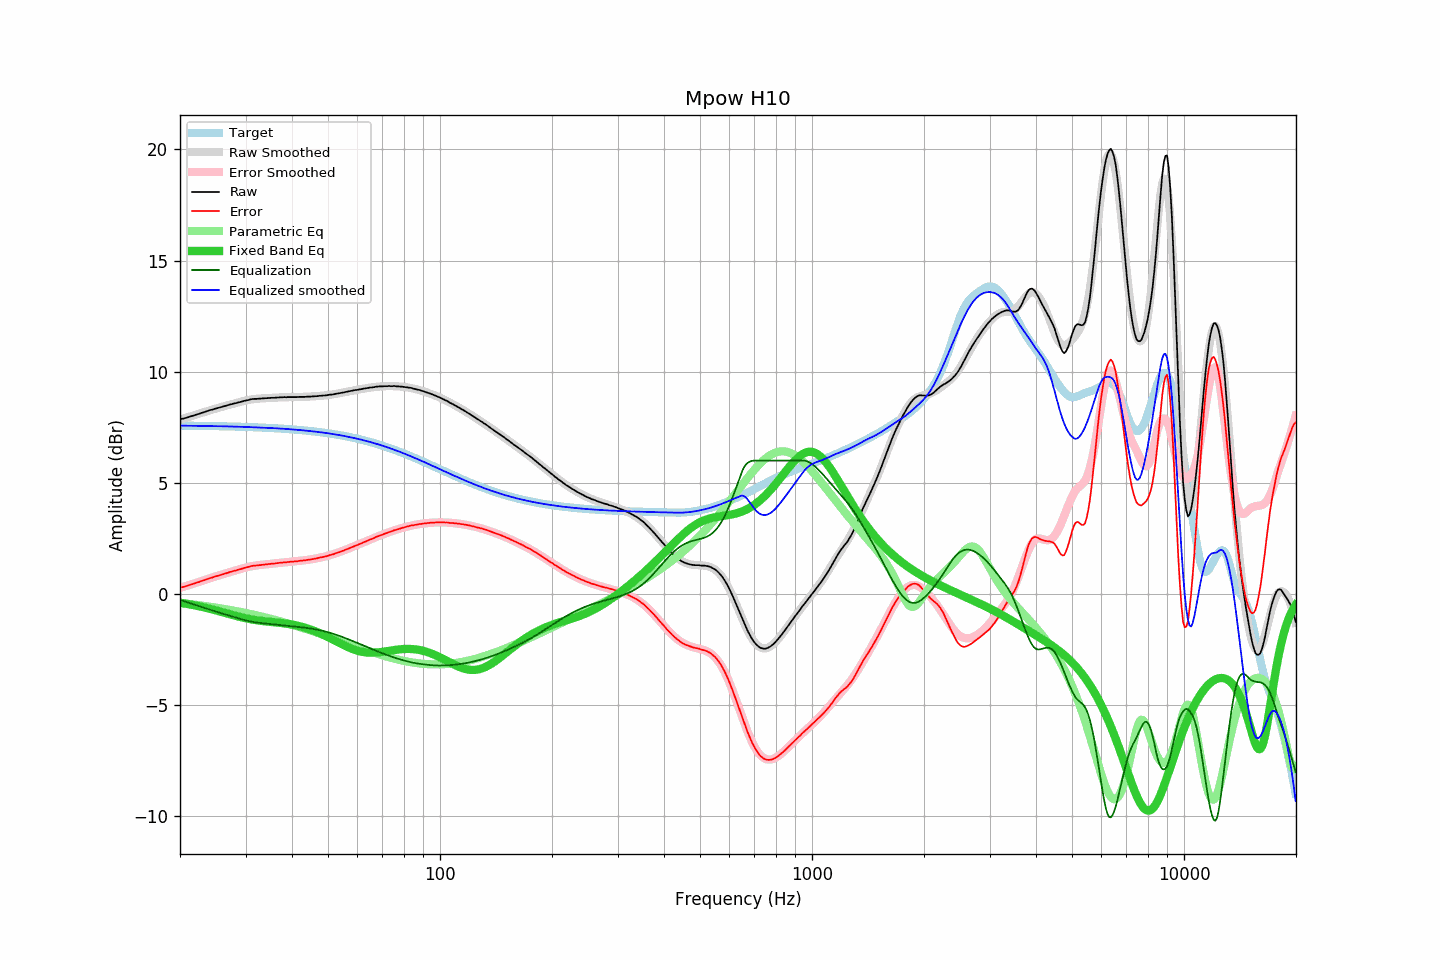 Mpow H10
Target
Raw Smoothed
Error Smoothed
Raw
Error
Parametric Eq
Fixed Band Eq
Equalization
Equalized smoothed
20
15
10
5
0
−5
−10
Amplitude (dBr)
100
1000
10000
Frequency (Hz)